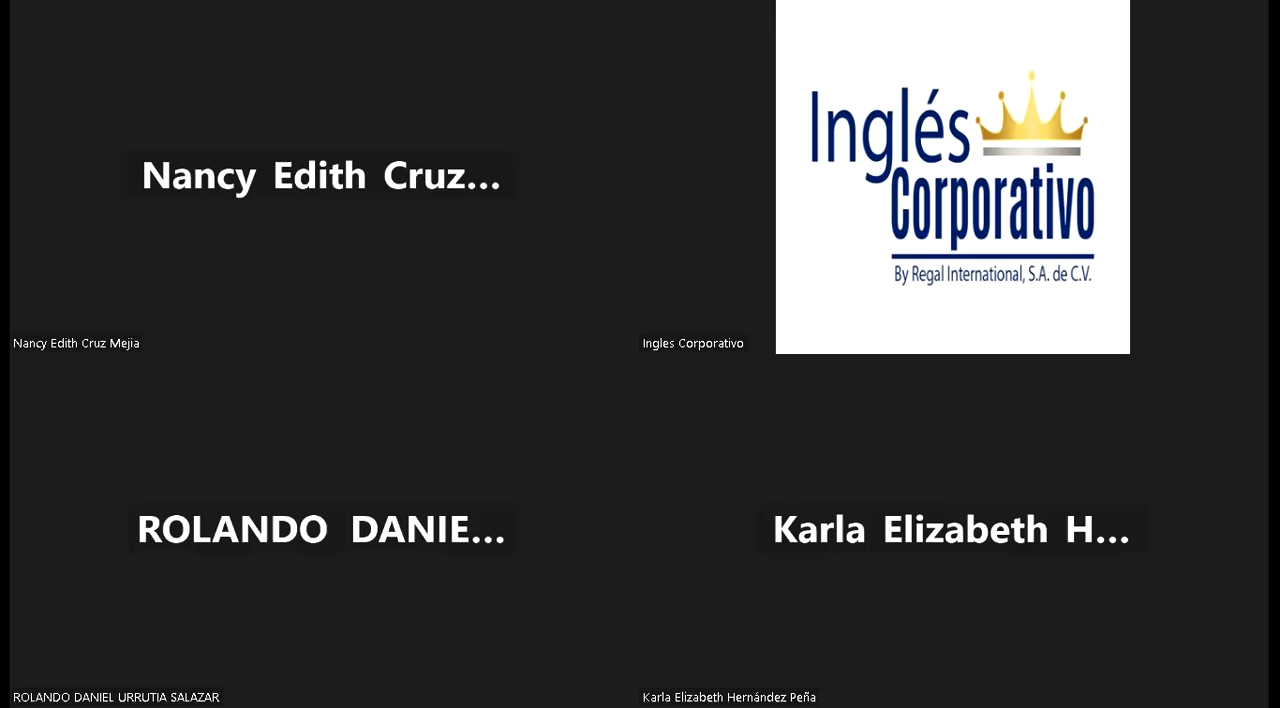 Nancy Edith Cruz...
Nancy Edith Cruz Mejia
Inglés
Corporativo
By Regal International, S.A. de C.V.
Ingles Corporativo
ROLANDO DANIE...
ROLANDO DANIEL URRUTIA SALAZAR
Karla Elizabeth H...
Karla Elizabeth Hernández Peña